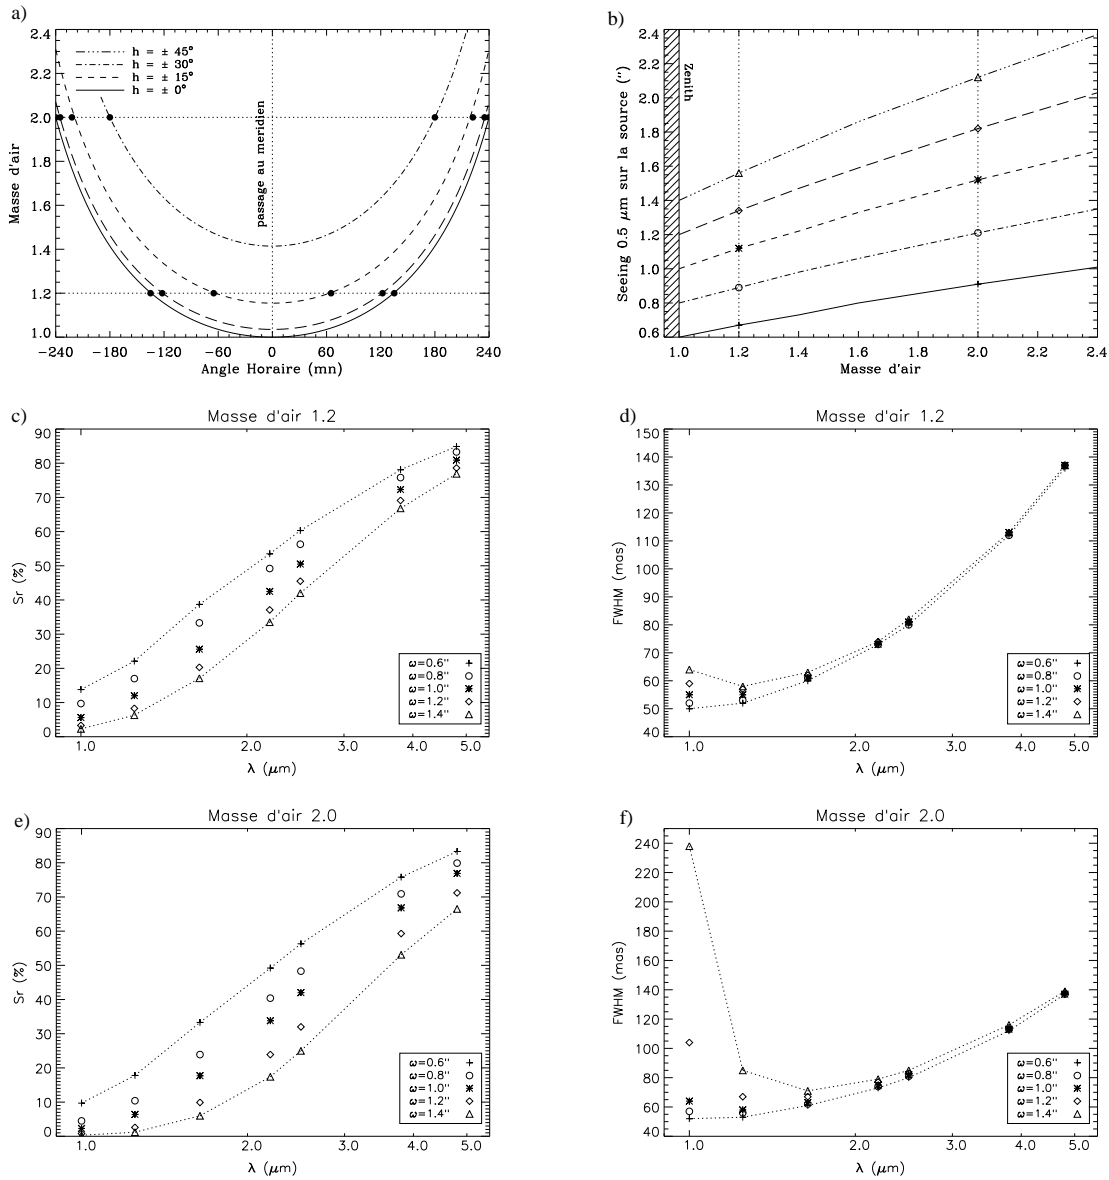 a)
2.4
2.2
2.0
1.8
1.6
1.4
1.2
1.0
Masse d'air
h = ± 45°
h = ± 30°
h = ± 15°
h = ± 0°
passage au meridien
−240 −180 −120 −60 0 60 120 180 240
Angle Horaire (mn)
b)
2.4
2.2
2.0
1.8
1.6
1.4
1.2
1.0
0.8
0.6
Seeing 0.5 μm sur la source (")
Zenith
1.0 1.2 1.4 1.6 1.8 2.0 2.2 2.4
Masse d'air
c)
Masse d'air 1.2
90
80
70
60
50
40
30
20
10
0
Sr (%)
ω=0.6"
ω=0.8"
ω=1.0"
ω=1.2"
ω=1.4"
1.0 2.0 3.0 4.0 5.0
λ (μm)
d)
Masse d'air 1.2
150
140
130
120
110
100
90
80
70
60
50
40
FWHM (mas)
ω=0.6"
ω=0.8"
ω=1.0"
ω=1.2"
ω=1.4"
1.0 2.0 3.0 4.0 5.0
λ (μm)
e)
Masse d'air 2.0
90
80
70
60
50
40
30
20
10
0
Sr (%)
ω=0.6"
ω=0.8"
ω=1.0"
ω=1.2"
ω=1.4"
1.0 2.0 3.0 4.0 5.0
λ (μm)
f)
Masse d'air 2.0
240
220
200
180
160
140
120
100
80
60
40
FWHM (mas)
ω=0.6"
ω=0.8"
ω=1.0"
ω=1.2"
ω=1.4"
1.0 2.0 3.0 4.0 5.0
λ (μm)